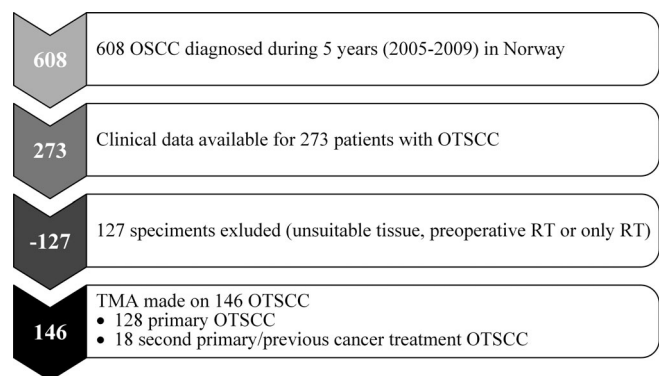 608
608 OSCC diagnosed during 5 years (2005-2009) in Norway
273
Clinical data available for 273 patients with OTSCC
-127
127 speciments exluded (unsuitable tissue, preoperative RT or only RT)
146
TMA made on 146 OTSCC
• 128 primary OTSCC
• 18 second primary/previous cancer treatment OTSCC